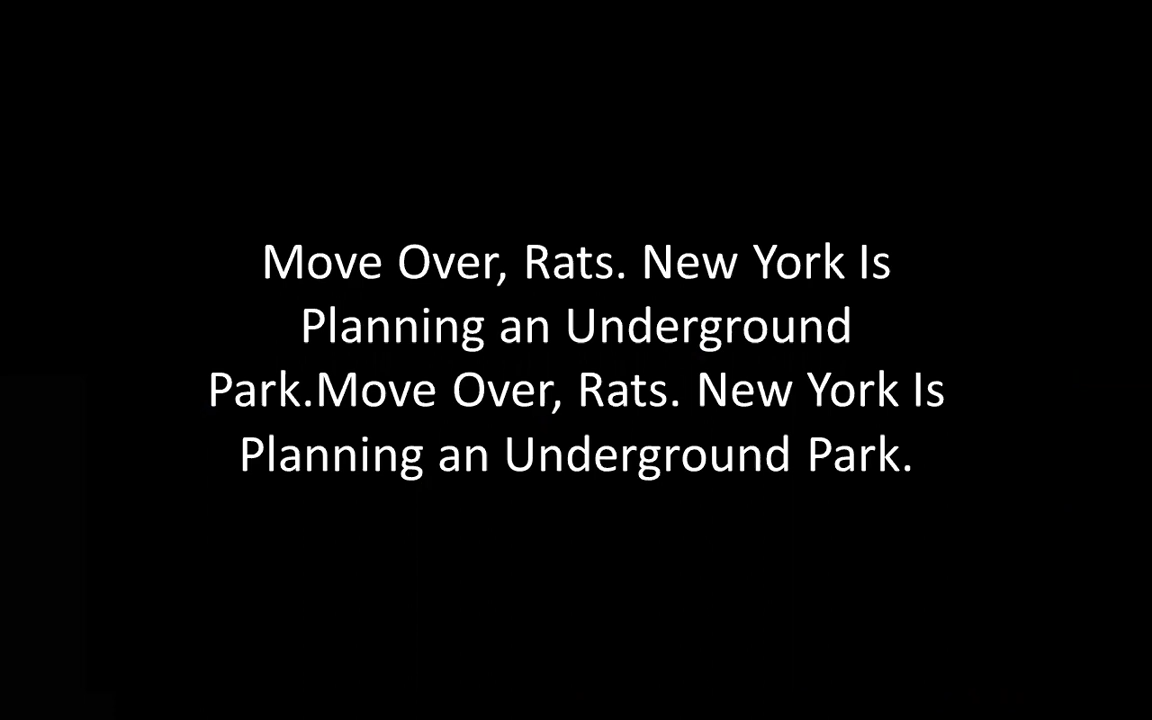 Move Over, Rats. New York Is
Planning an Underground
Park.Move Over, Rats. New York Is
Planning an Underground Park.